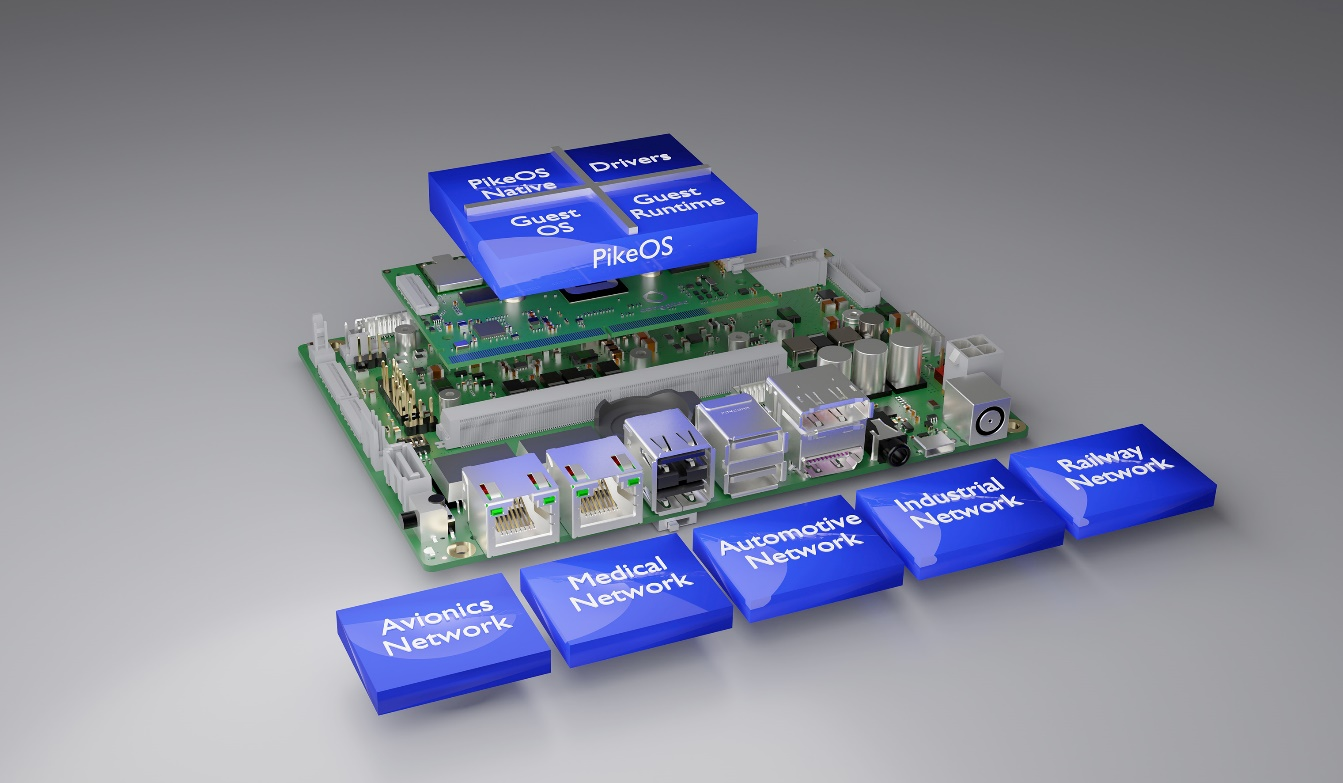 PikeOS
Native
Drivers
Guest
OS
Guest
Runtime
PikeOS
Avionics
Network
Medical
Network
Automotive
Network
Industrial
Network
Railway
Network